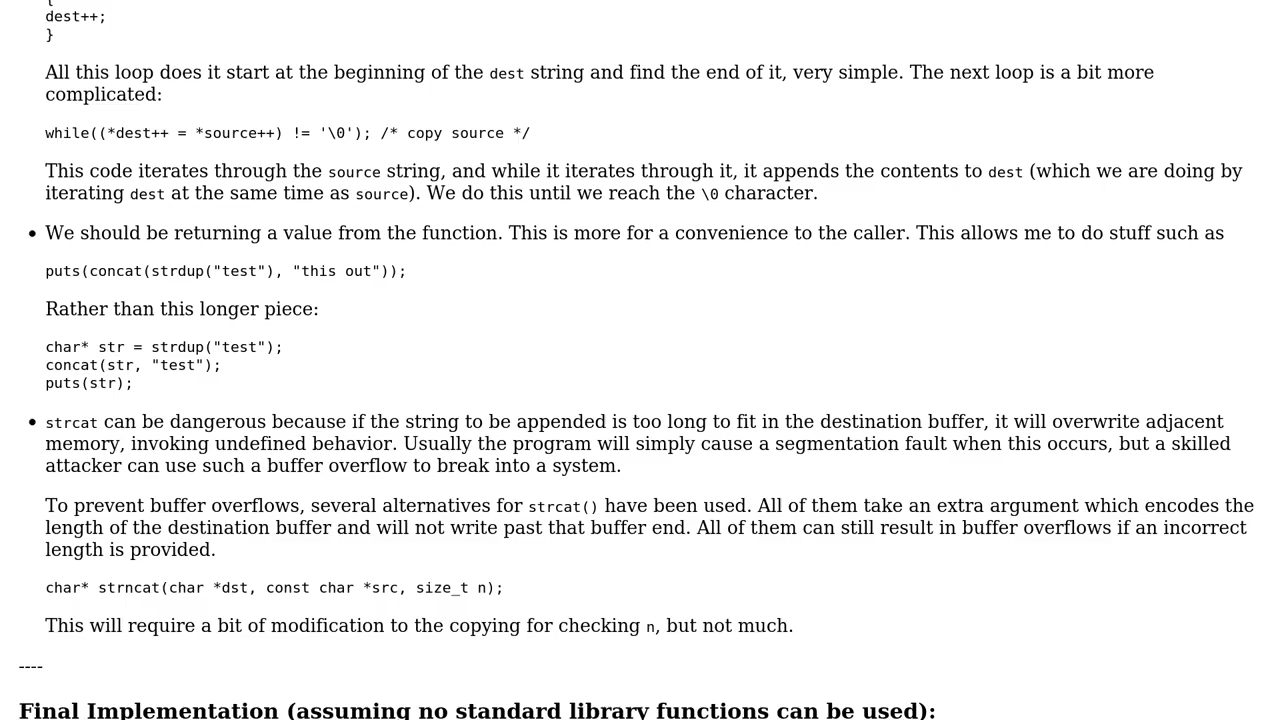 {
dest++;
}
All this loop does it start at the beginning of the dest string and find the end of it, very simple. The next loop is a bit more
complicated:
while((*dest++ = *source++) != '\0'); /* copy source */
This code iterates through the source string, and while it iterates through it, it appends the contents to dest (which we are doing by
iterating dest at the same time as source). We do this until we reach the \0 character.
• We should be returning a value from the function. This is more for a convenience to the caller. This allows me to do stuff such as
puts(concat(strdup("test"), "this out"));
Rather than this longer piece:
char* str = strdup("test");
concat(str, "test");
puts(str);
• strcat can be dangerous because if the string to be appended is too long to fit in the destination buffer, it will overwrite adjacent
memory, invoking undefined behavior. Usually the program will simply cause a segmentation fault when this occurs, but a skilled
attacker can use such a buffer overflow to break into a system.
To prevent buffer overflows, several alternatives for strcat() have been used. All of them take an extra argument which encodes the
length of the destination buffer and will not write past that buffer end. All of them can still result in buffer overflows if an incorrect
length is provided.
char* strncat(char *dst, const char *src, size_t n);
This will require a bit of modification to the copying for checking n, but not much.
----
Final Implementation (assuming no standard library functions can be used):